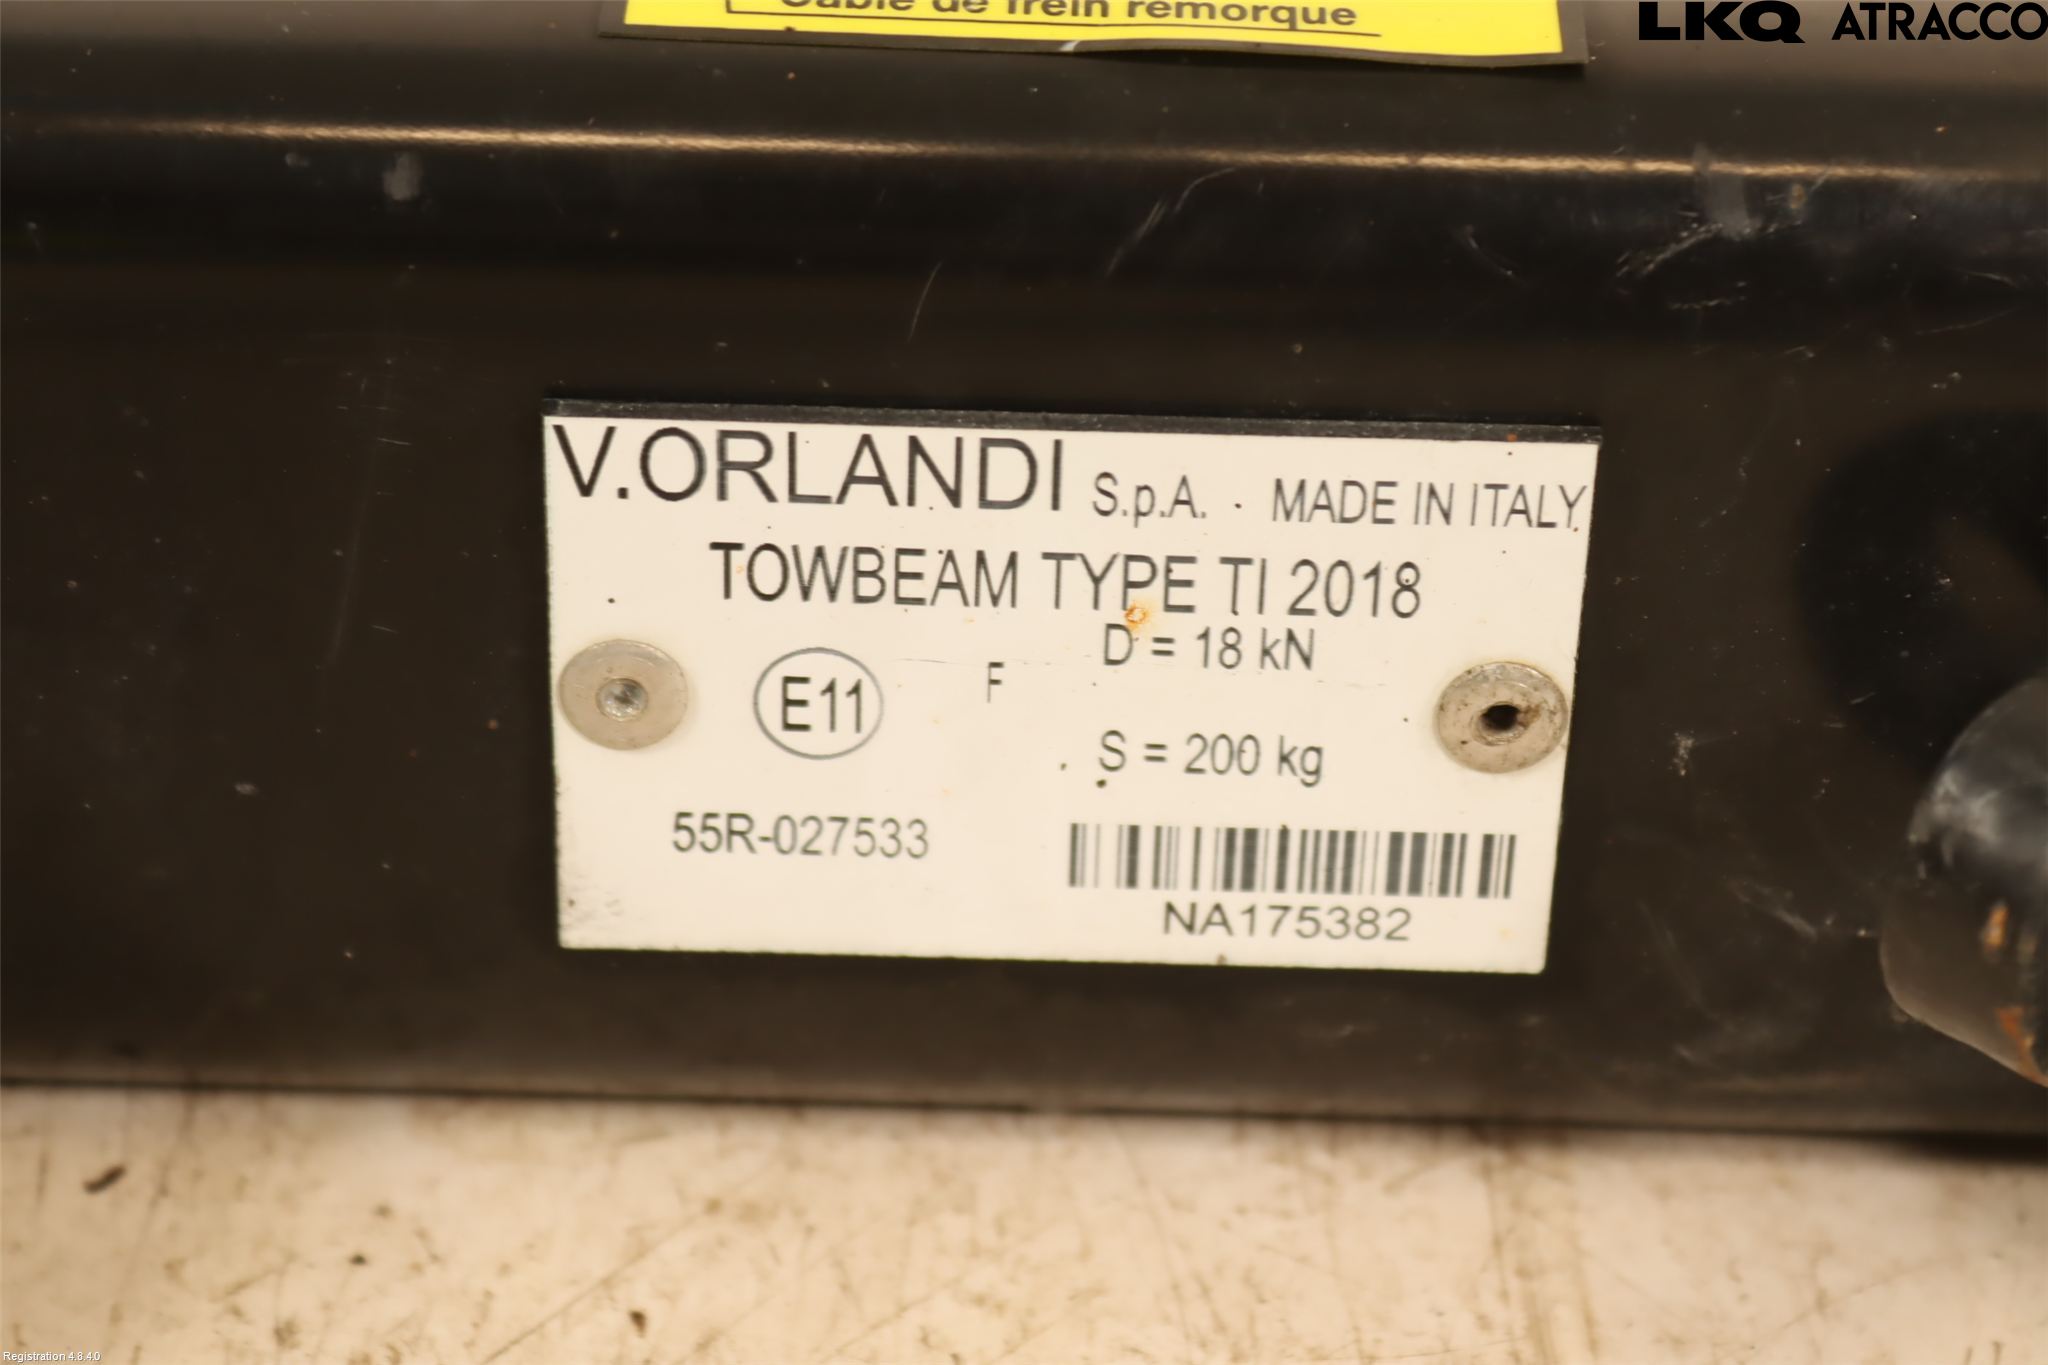 Cable de frein remorque
LKQ ATRACCO
V.ORLANDI S.p.A. · MADE IN ITALY
TOWBEAM TYPE TI 2018
D = 18 kN
E11 F
S = 200 kg
55R-027533
NA175382
Registration 4.8.4.0